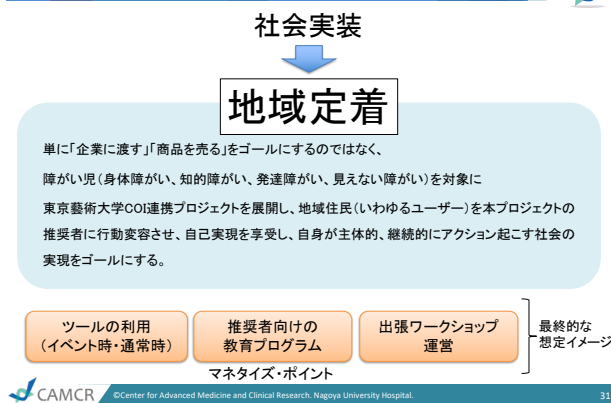 社会実装
地域定着
単に「企業に渡す」「商品を売る」をゴールにするのではなく、
障がい児（身体障がい、知的障がい、発達障がい、見えない障がい）を対象に
東京藝術大学COI連携プロジェクトを展開し、地域住民（いわゆるユーザー）を本プロジェクトの
推奨者に行動変容させ、自己実現を享受し、自身が主体的、継続的にアクション起こす社会の
実現をゴールにする。
ツールの利用
（イベント時・通常時）
推奨者向けの
教育プログラム
出張ワークショップ
運営
最終的な
想定イメージ
マネタイズ・ポイント
CAMCR ©Center for Advanced Medicine and Clinical Research. Nagoya University Hospital. 31